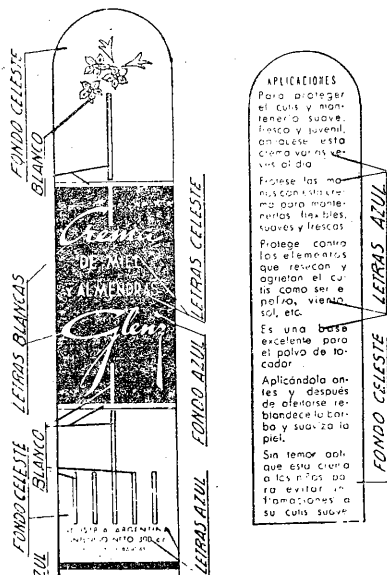 FONDO CELESTE
BLANCO
Crema
DE MIEL Y
ALMENDRAS
Glenz
LETRAS BLANCAS
LETRAS CELESTE
FONDO AZUL
BLANCO
FONDO CELESTE
AZUL
INDUSTRIA ARGENTINA
CONTENIDO NETO
LETRAS AZUL
APLICACIONES
Para proteger
el cutis y man-
tenerlo suave,
fresco y juvenil,
apliquese esta
crema varias ve-
ces al dia
Frotese las ma-
nos con esta cre-
ma para mante-
nerlas flexibles,
suaves y frescas
Protege contra
los elementos
que resecan y
agrietan el cu-
tis como ser el
polvo, viento,
sol, etc.
Es una base
excelente para
el polvo de to-
cador
Aplicándola an-
tes y después
de afeitarse re-
blandece la bar-
ba y suaviza la
piel.
Sin temor apli-
que esta crema
a los niños pa-
ra evitar in-
flamaciones a
su cutis suave
LETRAS AZUL
FONDO CELESTE